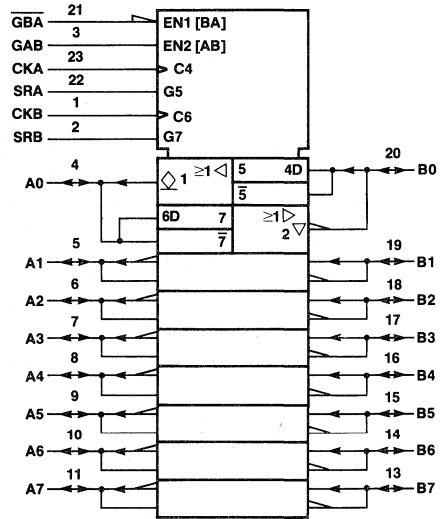 21
G̅B̅A̅ EN1 [BA]
3
GAB EN2 [AB]
23
CKA C4
22
SRA G5
1
CKB C6
2
SRB G7
4 ≥1 ◁ 5 4D 20
A0 ◇ 1 5̅ B0
6D 7 ≥1 ▷
7̅ 2 ▽
5 19
A1 B1
6 18
A2 B2
7 17
A3 B3
8 16
A4 B4
9 15
A5 B5
10 14
A6 B6
11 13
A7 B7